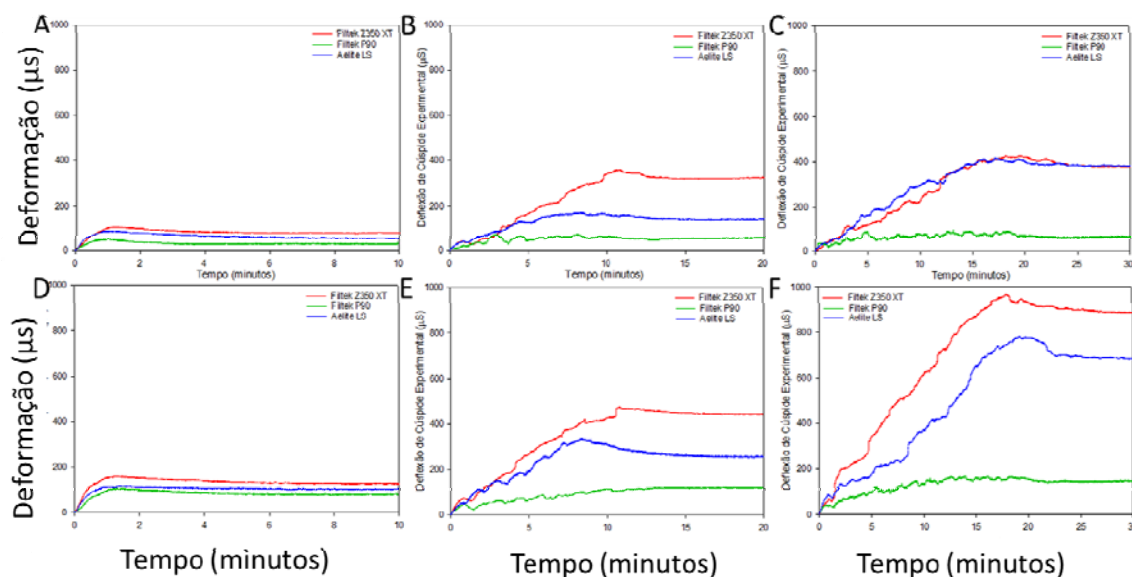 A
1000
800
600
400
200
0
0 2 4 6 8 10
Tempo (minutos)
Filtek Z350 XT
Filtek P90
Aelite LS
Deformação (µs)
B
1000
800
600
400
200
0
0 5 10 15 20
Tempo (minutos)
Deflexão de Cúspide Experimental (µS)
Filtek Z350 XT
Filtek P90
Aelite LS
C
1000
800
600
400
200
0
0 5 10 15 20 25 30
Tempo (minutos)
Deflexão de Cúspide Experimental (µS)
Filtek Z350 XT
Filtek P90
Aelite LS
D
1000
800
600
400
200
0
0 2 4 6 8 10
Filtek Z350 XT
Filtek P90
Aelite LS
Deformação (µs)
Tempo (minutos)
E
1000
800
600
400
200
0
0 5 10 15 20
Deflexão de Cúspide Experimental (µS)
Filtek Z350 XT
Filtek P90
Aelite LS
Tempo (minutos)
F
1000
800
600
400
200
0
0 5 10 15 20 25 30
Deflexão de Cúspide Experimental (µS)
Filtek Z350 XT
Filtek P90
Aelite LS
Tempo (minutos)